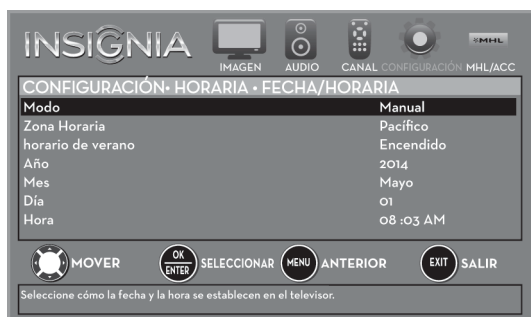 INSIGNIA
IMAGEN AUDIO CANAL CONFIGURACIÓN MHL/ACC
MHL
CONFIGURACIÓN• HORARIA • FECHA/HORARIA
Modo Manual
Zona Horaria Pacífico
horario de verano Encendido
Año 2014
Mes Mayo
Día 01
Hora 08 :03 AM
MOVER OK ENTER SELECCIONAR MENU ANTERIOR EXIT SALIR
Seleccione cómo la fecha y la hora se establecen en el televisor.